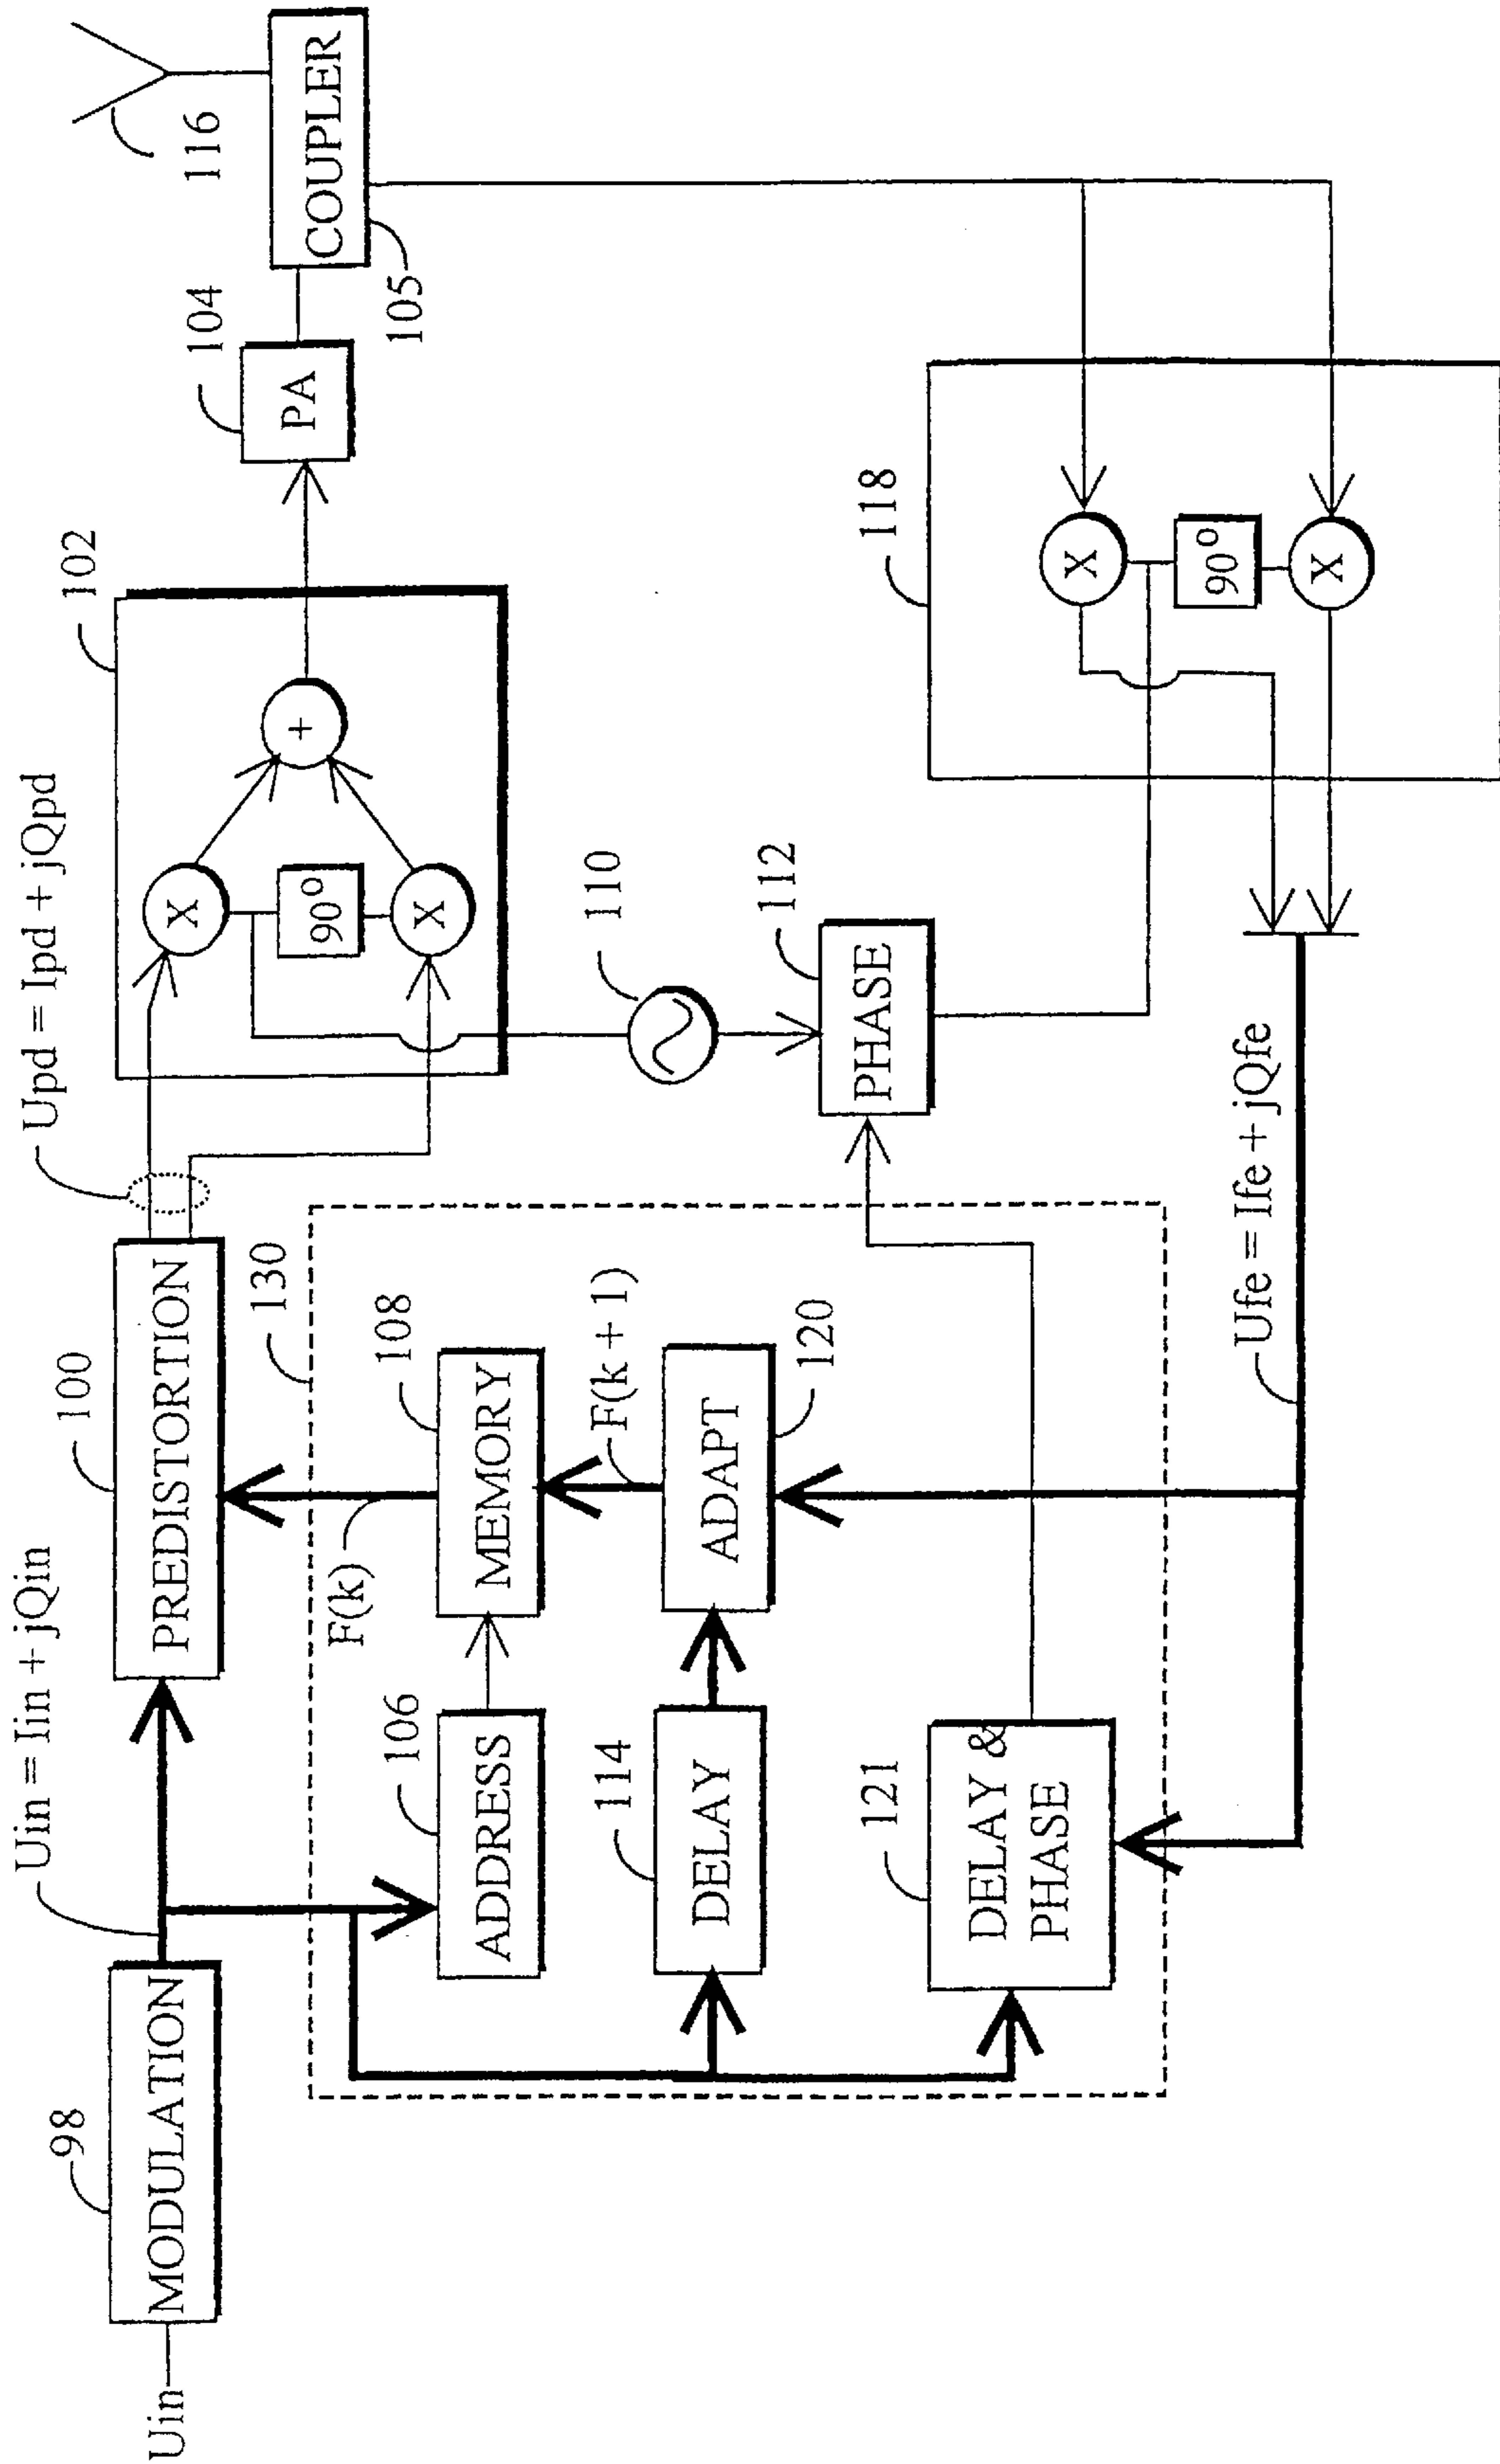 Uin
MODULATION
98
Uin = Iin + jQin
PREDISTORTION
100
Upd = Ipd + jQpd
102
X
90°
X
+
PA
104
COUPLER
105
116
130
F(k)
ADDRESS
106
MEMORY
108
F(k + 1)
DELAY
114
ADAPT
120
DELAY &
PHASE
121
110
PHASE
112
118
X
90°
X
Ufe = Ife + jQfe